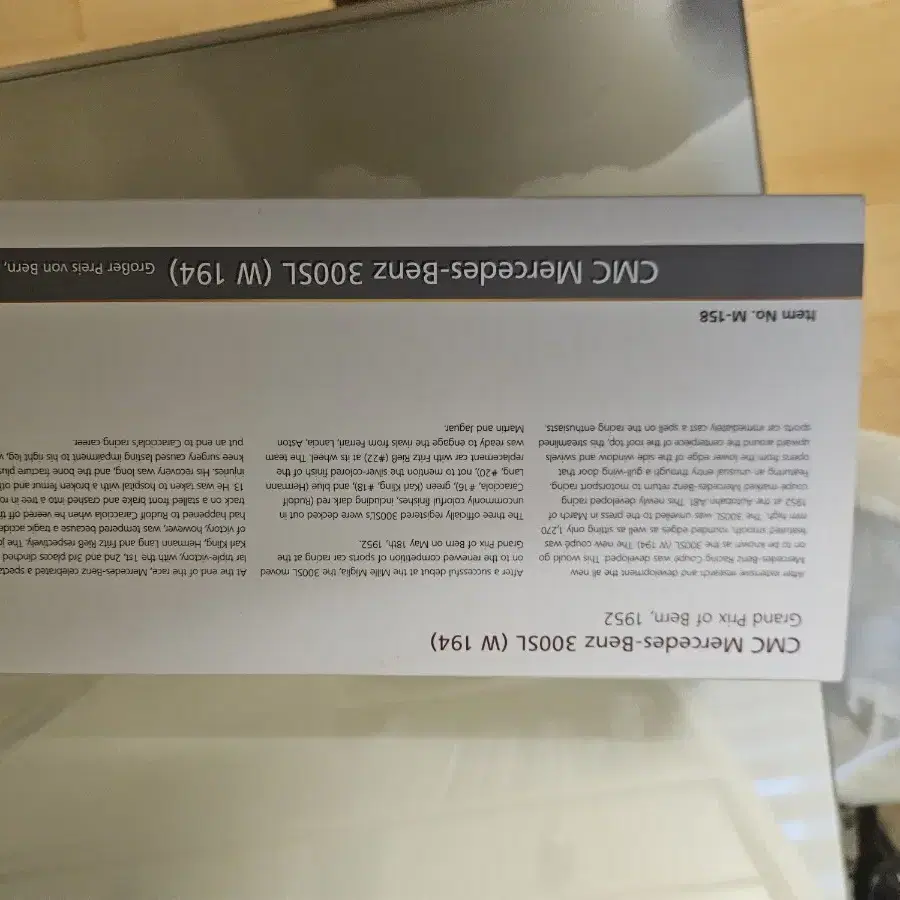 CMC Mercedes-Benz 300SL (W 194)
Grand Prix of Bern, 1952
After extensive research and development the all new
Mercedes-Benz Racing Coupé was developed. This would go
on to be known as the 300SL (W 194) The new coupé was
featured smooth, rounded edges as well as sitting only 1,270
mm high. The 300SL was unveiled to the press in March of
1952 at the Autobahn A81. This newly developed racing
coupé marked Mercedes-Benz return to motorsport racing,
featuring an unusual entry through a gull-wing door that
opens from the lower edge of the side window and swivels
upward around the centerpiece of the roof top, this streamlined
sports car immediately cast a spell on the racing enthusiasts.
After a successful debut at the Mille Miglia, the 300SL moved
on to the renewed competition of sports car racing at the
Grand Prix of Bern on May 18th, 1952.
The three officially registered 300SL's were decked out in
uncommonly colorful finishes, including dark red (Rudolf
Caracciola, # 16), green (Karl Kling, # 18), and blue (Hermann
Lang, #20), not to mention the silver-colored finish of the
replacement car with Fritz Rieß (#22) at its wheel. The team
was ready to engage the rivals from Ferrari, Lancia, Aston
Martin and Jaguar.
At the end of the race, Mercedes-Benz celebrated a
lar triple-victory with the 1st, 2nd and 3rd places clinched
Karl Kling, Hermann Lang and Fritz Rieß respectively. The
of victory, however, was tempered because a tragic
had happened to Rudolf Caracciola when he veered off
track on a stalled front brake and crashed into a tree in
13. He was taken to hospital with a broken femur and
injuries. His recovery was long, and the bone fracture
knee surgery caused lasting impairment to his right leg,
put an end to Caracciola's racing career.
Item No. M-158
CMC Mercedes-Benz 300SL (W 194) Großer Preis von Bern,